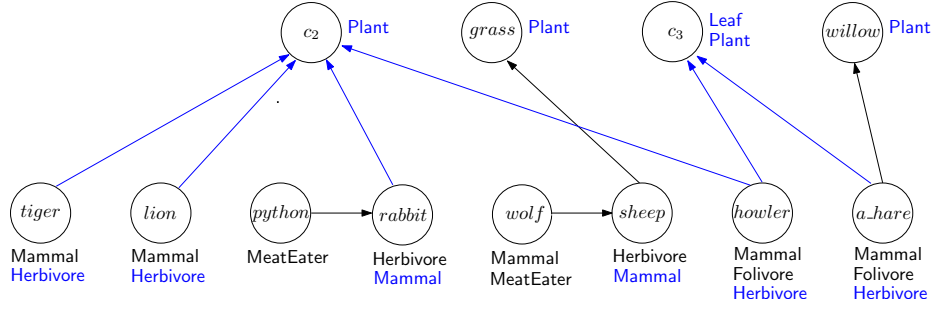 c₂ Plant grass Plant c₃ Leaf willow Plant
Plant
tiger lion python rabbit wolf sheep howler a_hare
Mammal Mammal MeatEater Herbivore Mammal Herbivore Mammal Mammal
Herbivore Herbivore Mammal MeatEater Mammal Folivore Folivore
Herbivore Herbivore